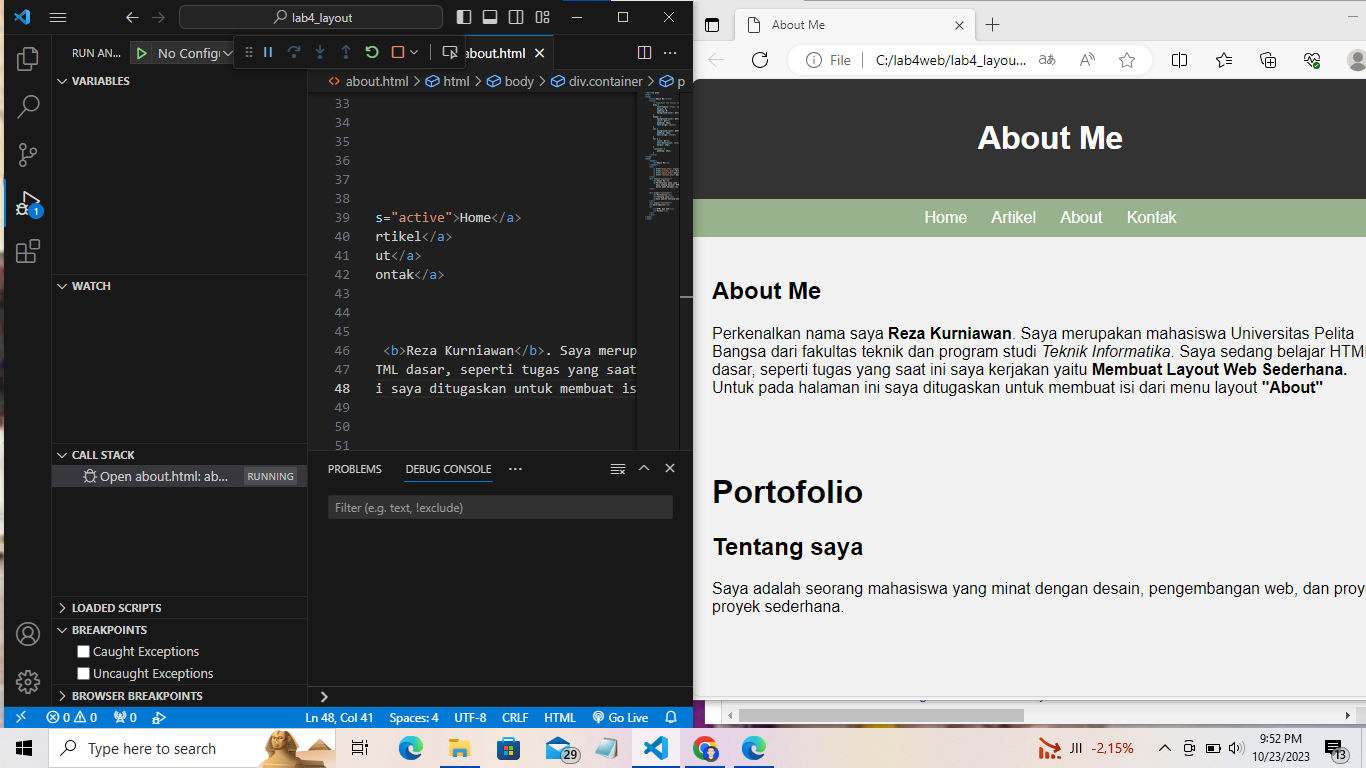 lab4_layout
RUN AN...
No Config
about.html
VARIABLES
about.html
html
body
div.container
p
33
34
35
36
37
38
39 s="active">Home</a>
40 rtikel</a>
41 ut</a>
42 ontak</a>
43
44
45
46 <b>Reza Kurniawan</b>. Saya merup
47 TML dasar, seperti tugas yang saat
48 i saya ditugaskan untuk membuat is
49
50
51
1
WATCH
CALL STACK
Open about.html: ab...
RUNNING
PROBLEMS
DEBUG CONSOLE
Filter (e.g. text, !exclude)
LOADED SCRIPTS
BREAKPOINTS
Caught Exceptions
Uncaught Exceptions
BROWSER BREAKPOINTS
0 0
0
Ln 48, Col 41
Spaces: 4
UTF-8
CRLF
HTML
Go Live
About Me
File
C:/lab4web/lab4_layou...
About Me
Home Artikel About Kontak
About Me
Perkenalkan nama saya Reza Kurniawan. Saya merupakan mahasiswa Universitas Pelita
Bangsa dari fakultas teknik dan program studi Teknik Informatika. Saya sedang belajar HTM
dasar, seperti tugas yang saat ini saya kerjakan yaitu Membuat Layout Web Sederhana.
Untuk pada halaman ini saya ditugaskan untuk membuat isi dari menu layout "About"
Portofolio
Tentang saya
Saya adalah seorang mahasiswa yang minat dengan desain, pengembangan web, dan proye
proyek sederhana.
Type here to search
29
JII -2,15%
9:52 PM
10/23/2023
13